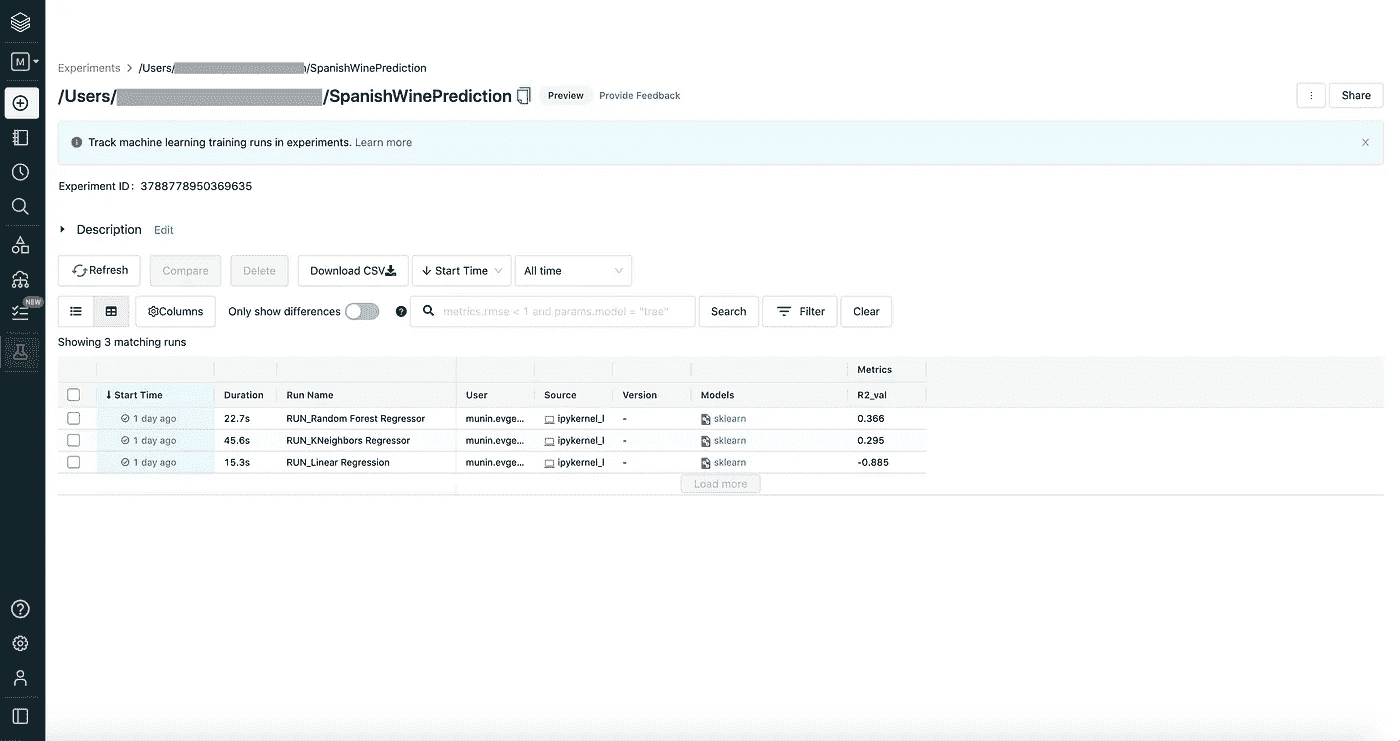 M
Experiments > /Users/ /SpanishWinePrediction
/Users/ /SpanishWinePrediction Preview Provide Feedback
⋮ Share
Track machine learning training runs in experiments. Learn more
Experiment ID: 3788778950369635
Description Edit
Refresh Compare Delete Download CSV ↓ Start Time All time
NEW
Columns Only show differences ? metrics.rmse < 1 and params.model = "tree" Search Filter Clear
Showing 3 matching runs
Metrics
↓ Start Time Duration Run Name User Source Version Models R2_val
1 day ago 22.7s RUN_Random Forest Regressor munin.evge... ipykernel_l - sklearn 0.366
1 day ago 45.6s RUN_KNeighbors Regressor munin.evge... ipykernel_l - sklearn 0.295
1 day ago 15.3s RUN_Linear Regression munin.evge... ipykernel_l - sklearn -0.885
Load more